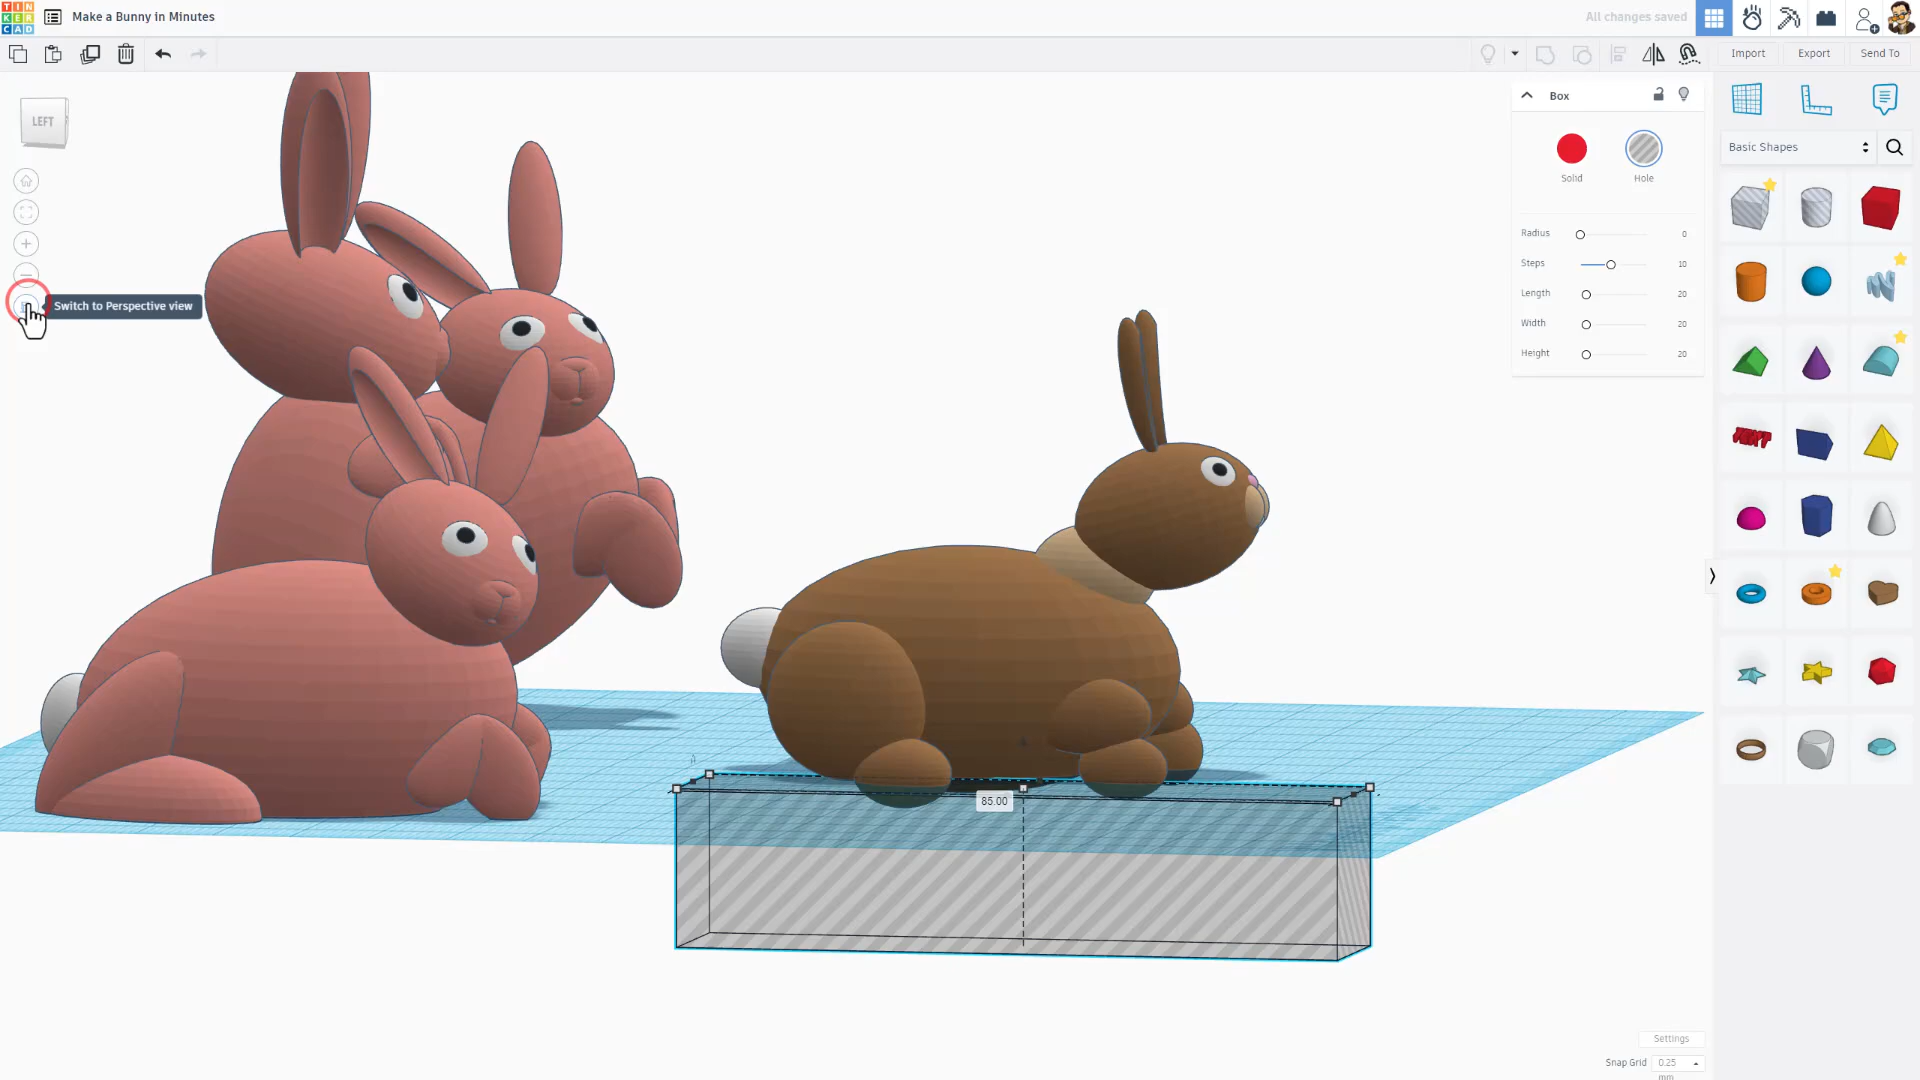 TIN
KER
CAD
Make a Bunny in Minutes
All changes saved
Import
Export
Send To
LEFT
Box
Solid
Hole
Basic Shapes
Radius
0
Steps
10
Length
20
Width
20
Height
20
Switch to Perspective view
85.00
Settings
Snap Grid
0.25
mm